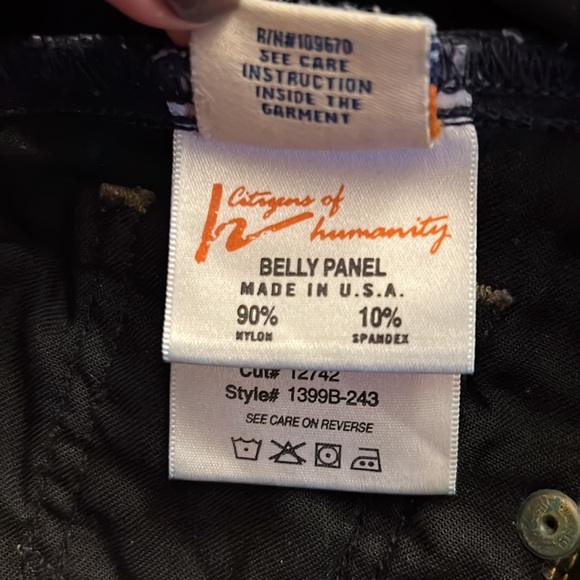 R/N#109670
SEE CARE
INSTRUCTION
INSIDE THE
GARMENT
Citizens of
humanity
BELLY PANEL
MADE IN U.S.A.
90% 10%
NYLON SPANDEX
Cut# 12742
Style# 1399B-243
SEE CARE ON REVERSE